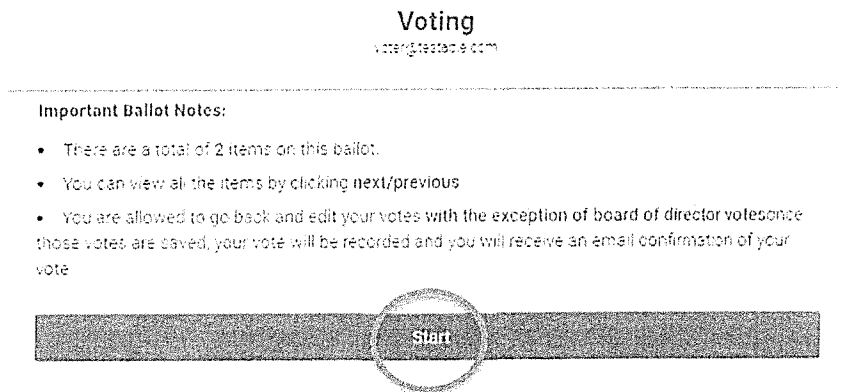 Voting
voter@testable.com
Important Ballot Notes:
• There are a total of 2 items on this ballot.
• You can view all the items by clicking next/previous
• You are allowed to go back and edit your votes with the exception of board of director votesonce
those votes are saved, your vote will be recorded and you will receive an email confirmation of your
vote
Start